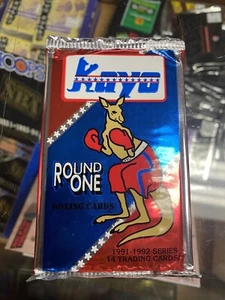 Kayo
ROUND
ONE
BOXING CARDS
1991-1992 SERIES
14 TRADING CARDS